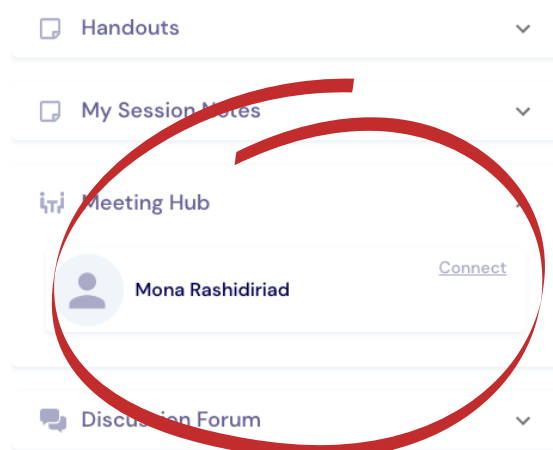 Handouts
My Session Notes
Meeting Hub
Connect
Mona Rashidiriad
Discussion Forum